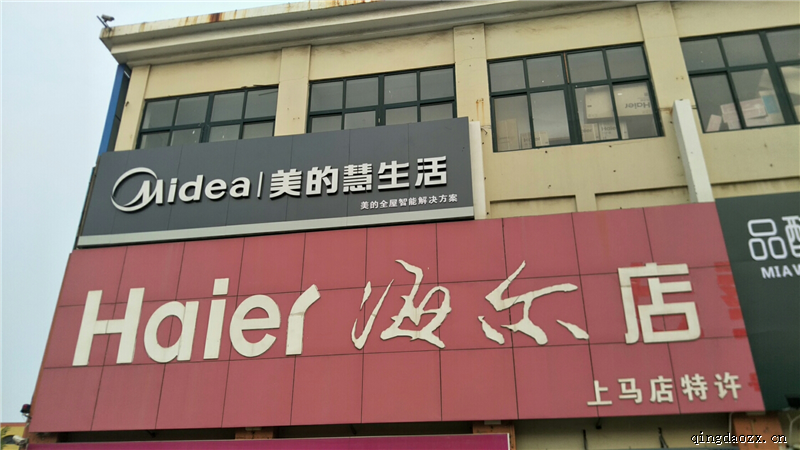 Midea 美的慧生活
美的全屋智能解决方案
Haier 海尔店
上马店特许
品
MIA
Haier
qingdaozx.cn